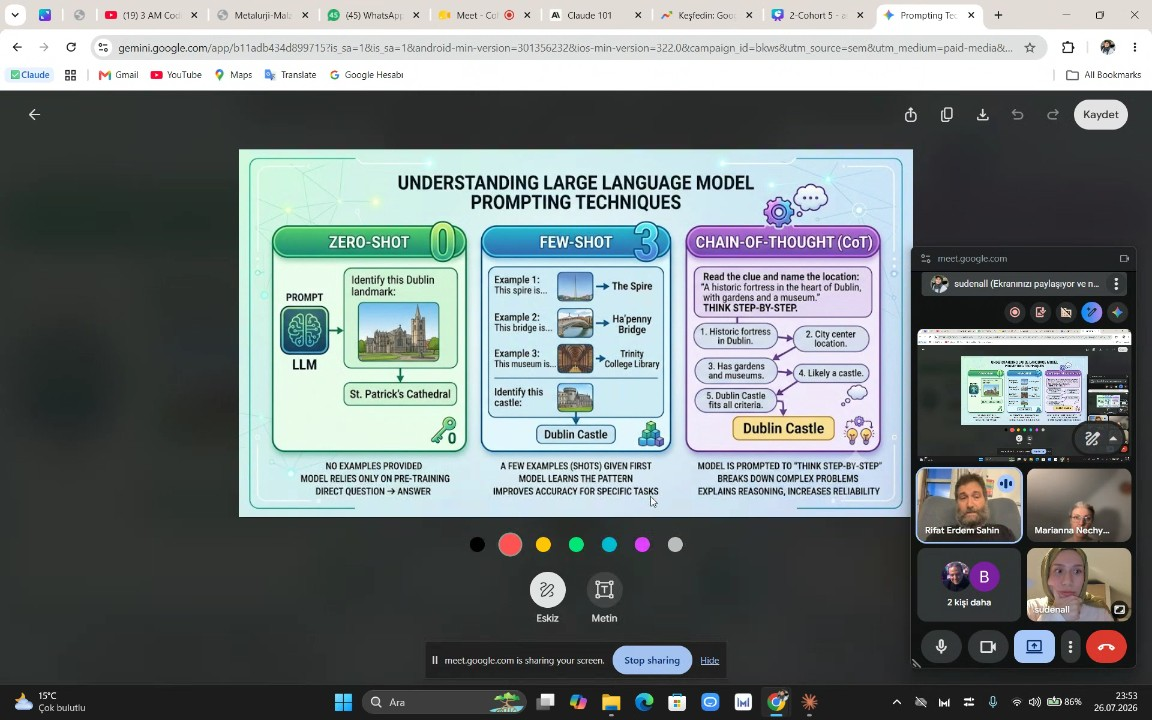 (19) 3 AM Cod
Metalurji-Mal
(45) WhatsApp
Meet - Co
Claude 101
Keşfedin: Goo
2-Cohort 5 - a
Prompting Tec
gemini.google.com/app/b11adb434d899715?is_sa=1&is_sa=1&android-min-version=301356232&ios-min-version=322.0&campaign_id=bkws&utm_source=sem&utm_medium=paid-media&...
Claude
Gmail
YouTube
Maps
Translate
Google Hesabı
All Bookmarks
Kaydet
UNDERSTANDING LARGE LANGUAGE MODEL
PROMPTING TECHNIQUES
ZERO-SHOT 0
Identify this Dublin
landmark:
PROMPT
LLM
St. Patrick's Cathedral
0
NO EXAMPLES PROVIDED
MODEL RELIES ONLY ON PRE-TRAINING
DIRECT QUESTION → ANSWER
FEW-SHOT 3
Example 1:
This spire is... → The Spire
Example 2:
This bridge is... → Ha'penny
Bridge
Example 3:
This museum is... → Trinity
College Library
Identify this
castle:
Dublin Castle
A FEW EXAMPLES (SHOTS) GIVEN FIRST
MODEL LEARNS THE PATTERN
IMPROVES ACCURACY FOR SPECIFIC TASKS
CHAIN-OF-THOUGHT (CoT)
Read the clue and name the location:
"A historic fortress in the heart of Dublin,
with gardens and a museum."
THINK STEP-BY-STEP.
1. Historic fortress
in Dublin.
2. City center
location.
3. Has gardens
and museums.
4. Likely a castle.
5. Dublin Castle
fits all criteria.
Dublin Castle
MODEL IS PROMPTED TO "THINK STEP-BY-STEP"
BREAKS DOWN COMPLEX PROBLEMS
EXPLAINS REASONING, INCREASES RELIABILITY
Eskiz
Metin
meet.google.com is sharing your screen.
Stop sharing
Hide
meet.google.com
sudenall (Ekranınızı paylaşıyor ve n...
Rifat Erdem Sahin
Marianna Nechy...
B
2 kişi daha
sudenall
15°C
Çok bulutlu
Ara
86%
23:53
26.07.2026